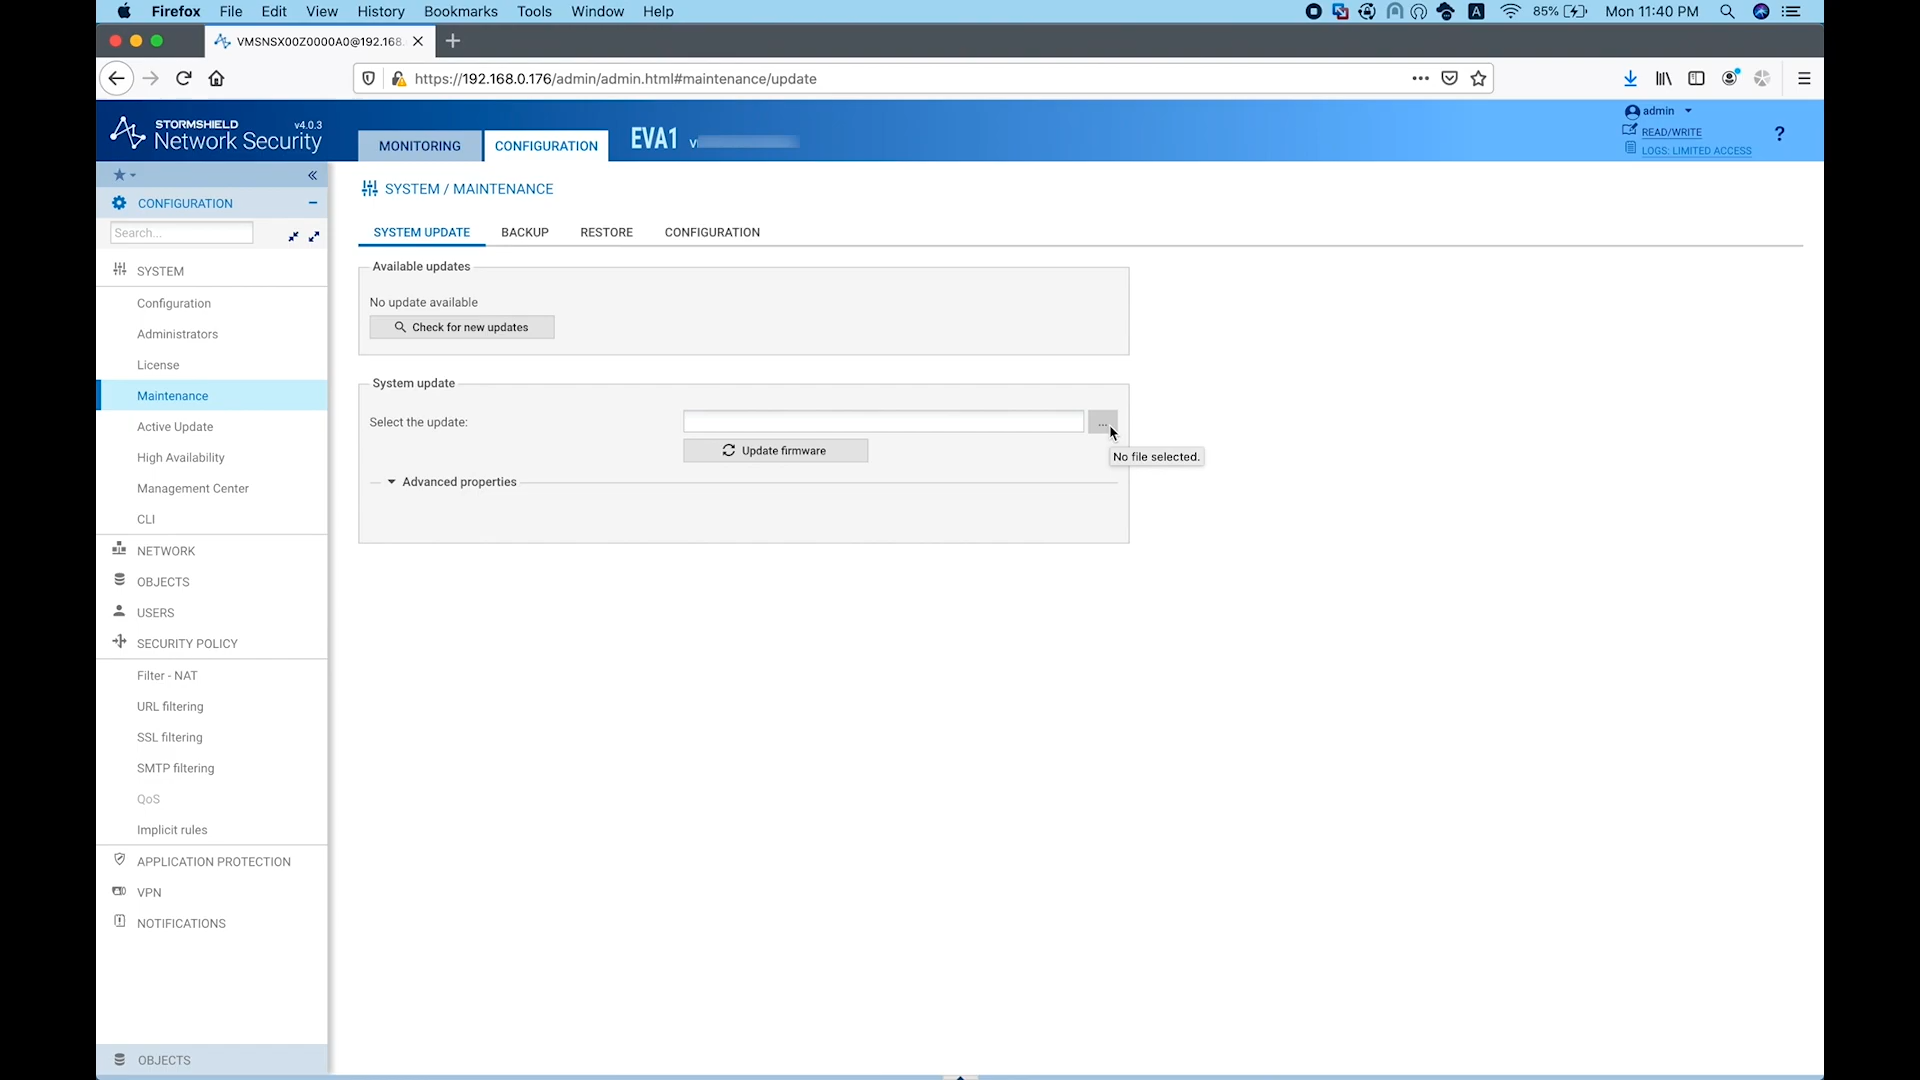 Firefox File Edit View History Bookmarks Tools Window Help A 85% Mon 11:40 PM
VMSNSX00Z0000A0@192.168.
https://192.168.0.176/admin/admin.html#maintenance/update
STORMSHIELD v4.0.3
Network Security
MONITORING CONFIGURATION EVA1
admin
READ/WRITE
LOGS: LIMITED ACCESS
?
CONFIGURATION
Search...
SYSTEM
Configuration
Administrators
License
Maintenance
Active Update
High Availability
Management Center
CLI
NETWORK
OBJECTS
USERS
SECURITY POLICY
Filter - NAT
URL filtering
SSL filtering
SMTP filtering
QoS
Implicit rules
APPLICATION PROTECTION
VPN
NOTIFICATIONS
OBJECTS
SYSTEM / MAINTENANCE
SYSTEM UPDATE BACKUP RESTORE CONFIGURATION
Available updates
No update available
Check for new updates
System update
Select the update: ...
Update firmware
No file selected.
Advanced properties